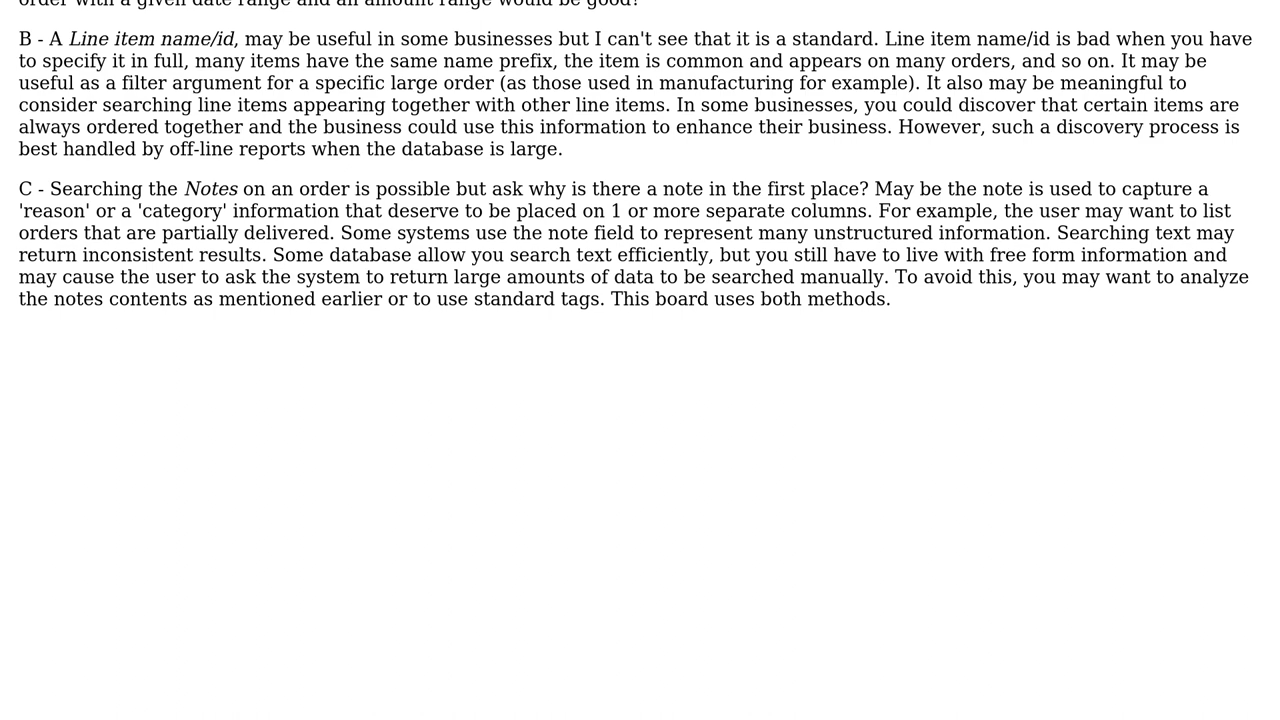 order with a given date range and an amount range would be good?
B - A Line item name/id, may be useful in some businesses but I can't see that it is a standard. Line item name/id is bad when you have
to specify it in full, many items have the same name prefix, the item is common and appears on many orders, and so on. It may be
useful as a filter argument for a specific large order (as those used in manufacturing for example). It also may be meaningful to
consider searching line items appearing together with other line items. In some businesses, you could discover that certain items are
always ordered together and the business could use this information to enhance their business. However, such a discovery process is
best handled by off-line reports when the database is large.
C - Searching the Notes on an order is possible but ask why is there a note in the first place? May be the note is used to capture a
'reason' or a 'category' information that deserve to be placed on 1 or more separate columns. For example, the user may want to list
orders that are partially delivered. Some systems use the note field to represent many unstructured information. Searching text may
return inconsistent results. Some database allow you search text efficiently, but you still have to live with free form information and
may cause the user to ask the system to return large amounts of data to be searched manually. To avoid this, you may want to analyze
the notes contents as mentioned earlier or to use standard tags. This board uses both methods.